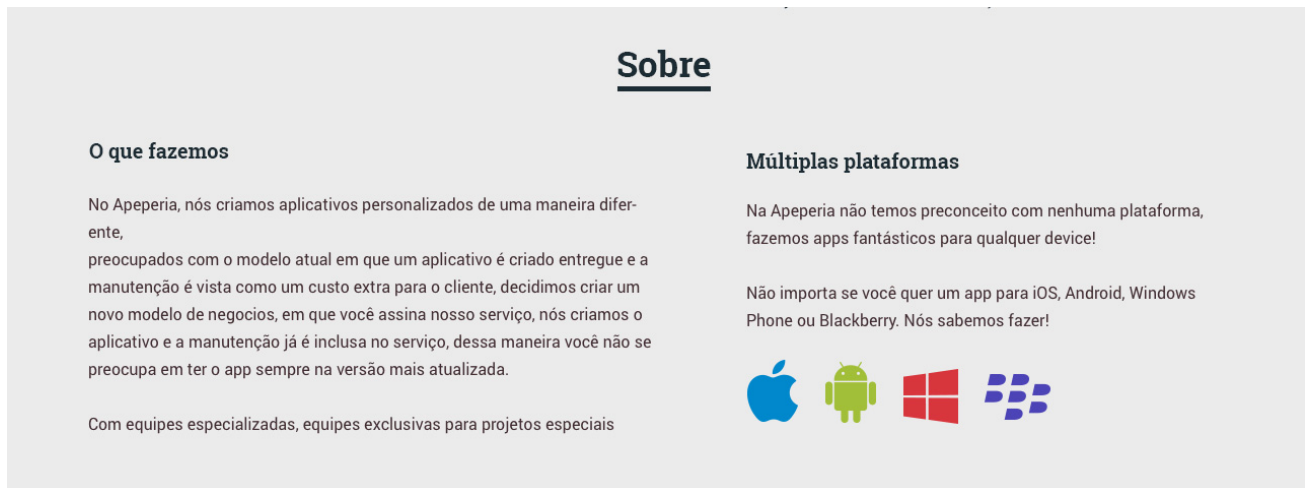 Sobre
O que fazemos
No Apeperia, nós criamos aplicativos personalizados de uma maneira difer-
ente,
preocupados com o modelo atual em que um aplicativo é criado entregue e a
manutenção é vista como um custo extra para o cliente, decidimos criar um
novo modelo de negocios, em que você assina nosso serviço, nós criamos o
aplicativo e a manutenção já é inclusa no serviço, dessa maneira você não se
preocupa em ter o app sempre na versão mais atualizada.
Com equipes especializadas, equipes exclusivas para projetos especiais
Múltiplas plataformas
Na Apeperia não temos preconceito com nenhuma plataforma,
fazemos apps fantásticos para qualquer device!
Não importa se você quer um app para iOS, Android, Windows
Phone ou Blackberry. Nós sabemos fazer!